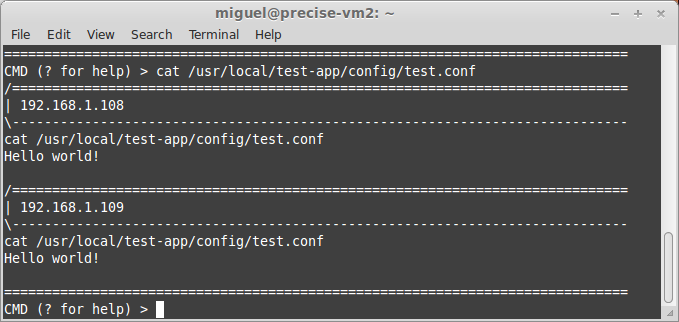 miguel@precise-vm2: ~
File Edit View Search Terminal Help
==============================================================================
CMD (? for help) > cat /usr/local/test-app/config/test.conf
/=============================================================================
| 192.168.1.108
\-----------------------------------------------------------------------------
cat /usr/local/test-app/config/test.conf
Hello world!
/=============================================================================
| 192.168.1.109
\-----------------------------------------------------------------------------
cat /usr/local/test-app/config/test.conf
Hello world!
==============================================================================
CMD (? for help) >